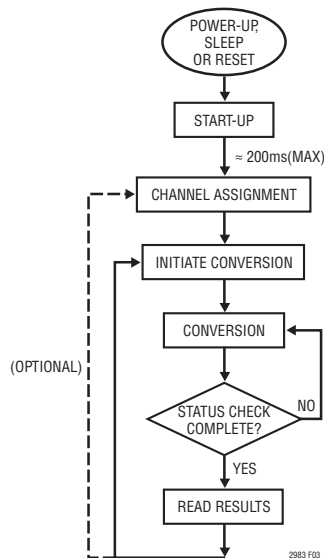 POWER-UP,
SLEEP
OR RESET
START-UP
≈ 200ms(MAX)
CHANNEL ASSIGNMENT
INITIATE CONVERSION
CONVERSION
(OPTIONAL)
STATUS CHECK
COMPLETE?
NO
YES
READ RESULTS
2983 F03